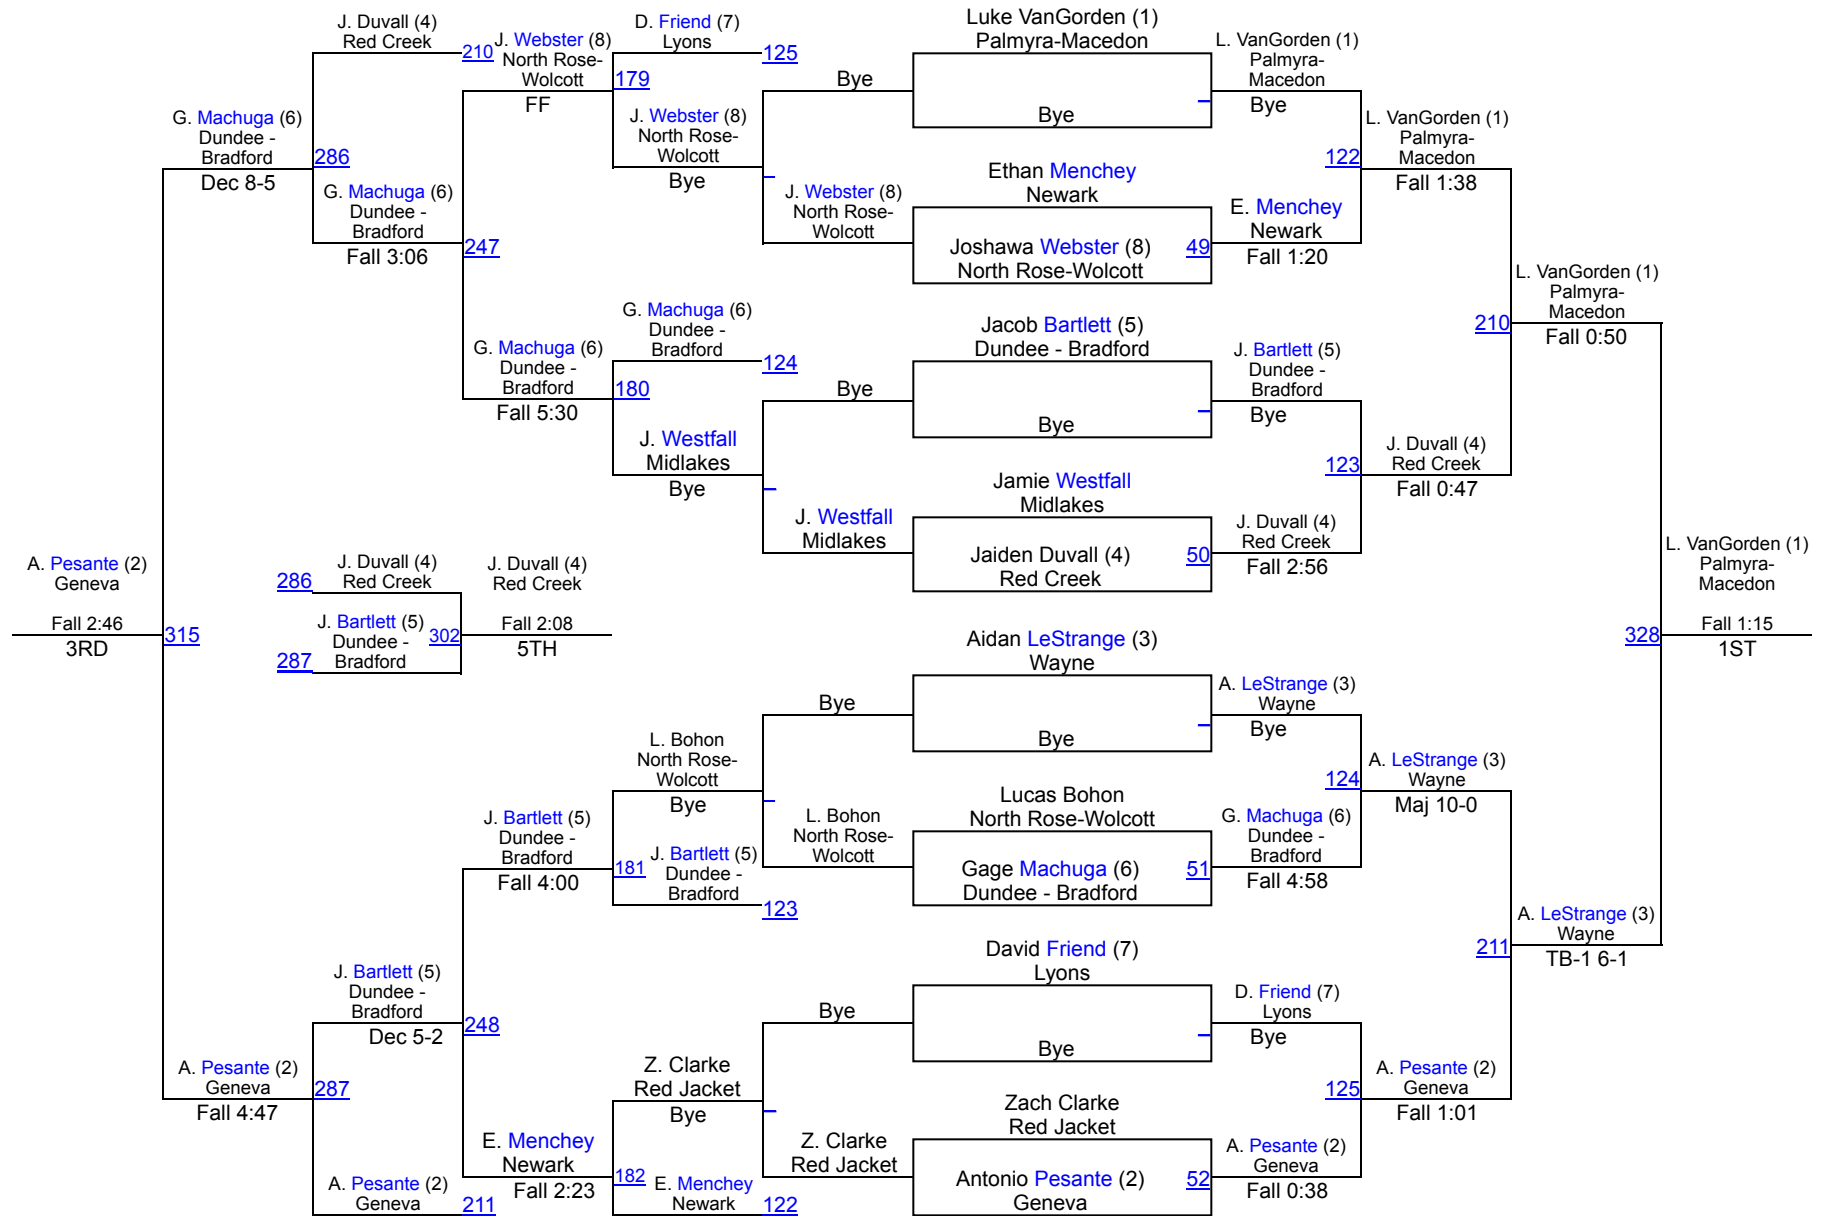 J. Duvall (4)
Red Creek
210
J. Webster (8)
North Rose-
Wolcott
FF
D. Friend (7)
Lyons
125
179
J. Webster (8)
North Rose-
Wolcott
Bye
Bye
J. Webster (8)
North Rose-
Wolcott
Luke VanGorden (1)
Palmyra-Macedon
Bye
L. VanGorden (1)
Palmyra-
Macedon
Bye
Ethan Menchey
Newark
Joshawa Webster (8)
North Rose-Wolcott
49
E. Menchey
Newark
Fall 1:20
122
L. VanGorden (1)
Palmyra-
Macedon
Fall 1:38
G. Machuga (6)
Dundee -
Bradford
Dec 8-5
286
G. Machuga (6)
Dundee -
Bradford
Fall 3:06
247
G. Machuga (6)
Dundee -
Bradford
Fall 5:30
G. Machuga (6)
Dundee -
Bradford
124
180
J. Westfall
Midlakes
Bye
Bye
J. Westfall
Midlakes
Jacob Bartlett (5)
Dundee - Bradford
Bye
J. Bartlett (5)
Dundee -
Bradford
Bye
Jamie Westfall
Midlakes
Jaiden Duvall (4)
Red Creek
50
J. Duvall (4)
Red Creek
Fall 2:56
123
J. Duvall (4)
Red Creek
Fall 0:47
210
L. VanGorden (1)
Palmyra-
Macedon
Fall 0:50
A. Pesante (2)
Geneva
Fall 2:46
3RD
315
286
J. Duvall (4)
Red Creek
287
J. Bartlett (5)
Dundee -
Bradford
302
J. Duvall (4)
Red Creek
Fall 2:08
5TH
L. VanGorden (1)
Palmyra-
Macedon
328
Fall 1:15
1ST
Aidan LeStrange (3)
Wayne
Bye
Bye
A. LeStrange (3)
Wayne
Bye
L. Bohon
North Rose-
Wolcott
Bye
L. Bohon
North Rose-
Wolcott
Lucas Bohon
North Rose-Wolcott
Gage Machuga (6)
Dundee - Bradford
51
G. Machuga (6)
Dundee -
Bradford
Fall 4:58
124
A. LeStrange (3)
Wayne
Maj 10-0
J. Bartlett (5)
Dundee -
Bradford
Fall 4:00
181
J. Bartlett (5)
Dundee -
Bradford
123
211
A. LeStrange (3)
Wayne
TB-1 6-1
J. Bartlett (5)
Dundee -
Bradford
Dec 5-2
248
David Friend (7)
Lyons
Bye
Bye
D. Friend (7)
Lyons
Bye
A. Pesante (2)
Geneva
Fall 4:47
287
Z. Clarke
Red Jacket
Bye
Z. Clarke
Red Jacket
Zach Clarke
Red Jacket
Antonio Pesante (2)
Geneva
52
A. Pesante (2)
Geneva
Fall 0:38
125
A. Pesante (2)
Geneva
Fall 1:01
E. Menchey
Newark
Fall 2:23
182
E. Menchey
Newark
122
A. Pesante (2)
Geneva
211